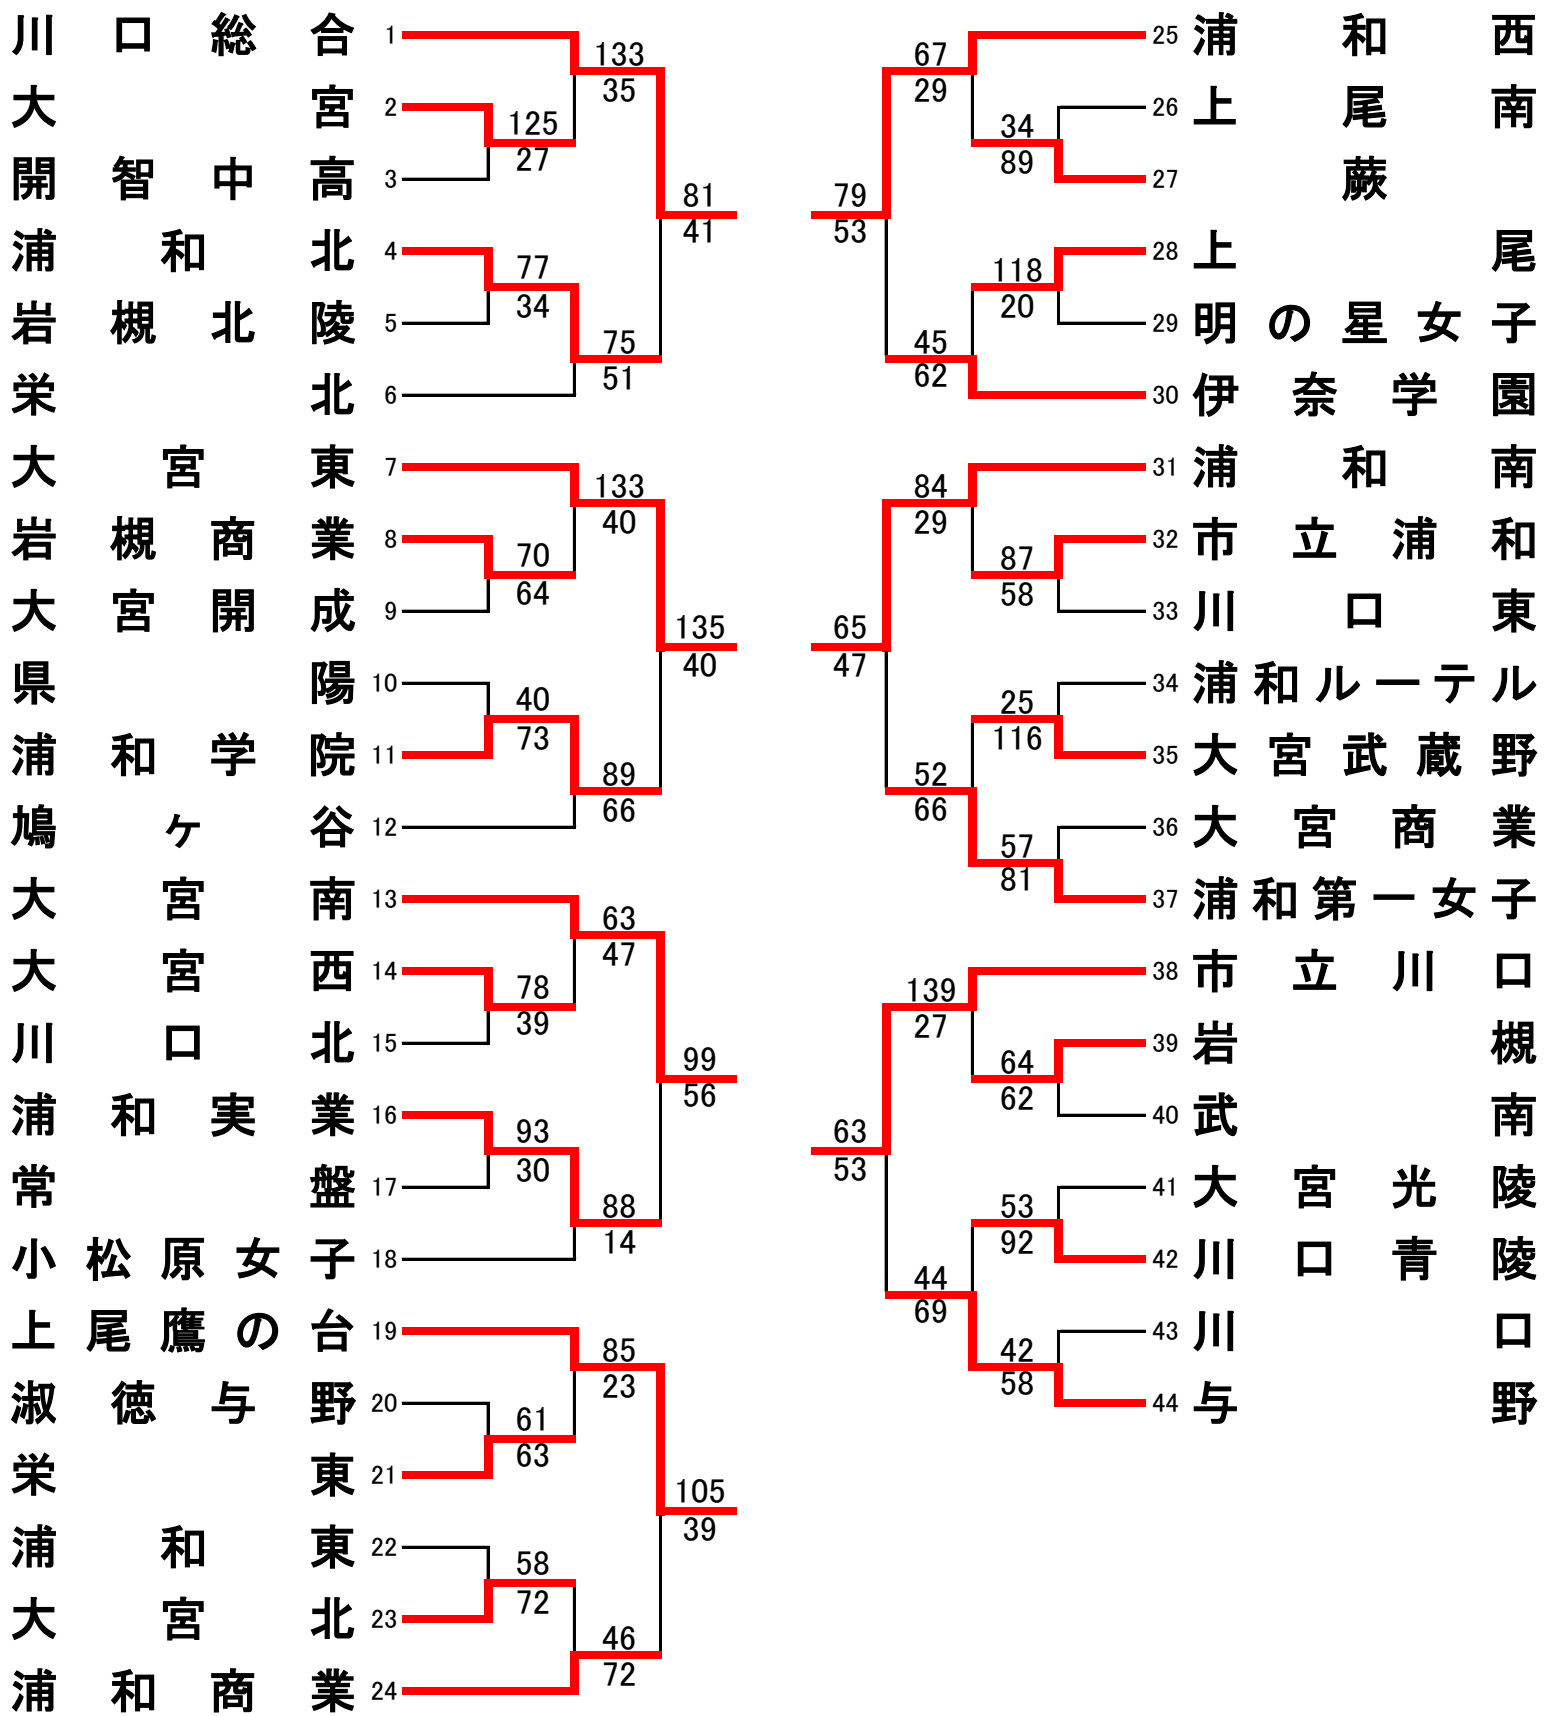 川口総合 1
大宮 2
開智中高 3
浦和北 4
岩槻北陵 5
栄北 6
大宮東 7
岩槻商業 8
大宮開成 9
県陽 10
浦和学院 11
鳩ヶ谷 12
大宮南 13
大宮西 14
川口北 15
浦和実業 16
常盤 17
小松原女子 18
上尾鷹の台 19
淑徳与野 20
栄東 21
浦和東 22
大宮北 23
浦和商業 24
125
27
77
34
70
64
40
73
78
39
93
30
61
63
58
72
133
35
75
51
133
40
89
66
63
47
88
14
85
23
46
72
81
41
135
40
99
56
105
39
79
53
65
47
63
53
67
29
45
62
84
29
52
66
139
27
44
69
34
89
118
20
87
58
25
116
57
81
64
62
53
92
42
58
25 浦和西
26 上尾南
27 蕨
28 上尾
29 明の星女子
30 伊奈学園
31 浦和南
32 市立浦和
33 川口東
34 浦和ルーテル
35 大宮武蔵野
36 大宮商業
37 浦和第一女子
38 市立川口
39 岩槻
40 武南
41 大宮光陵
42 川口青陵
43 川口
44 与野